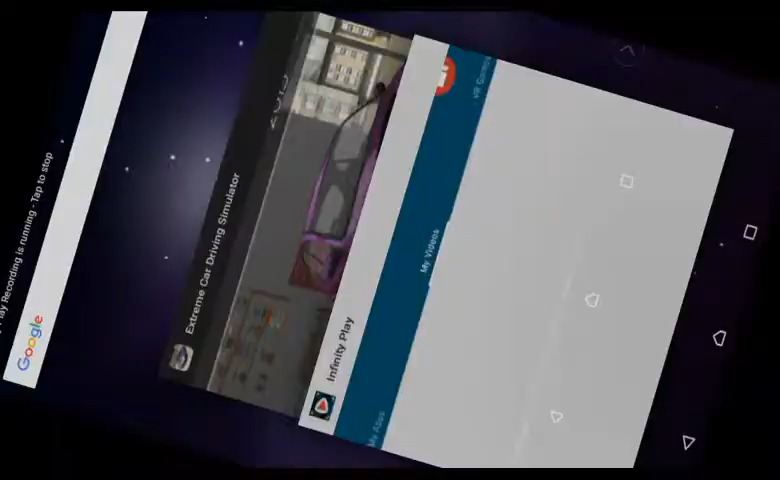 lay Recording is running - Tap to stop
Google
Extreme Car Driving Simulator
Infinity Play
My Apps
My Videos
VR Games